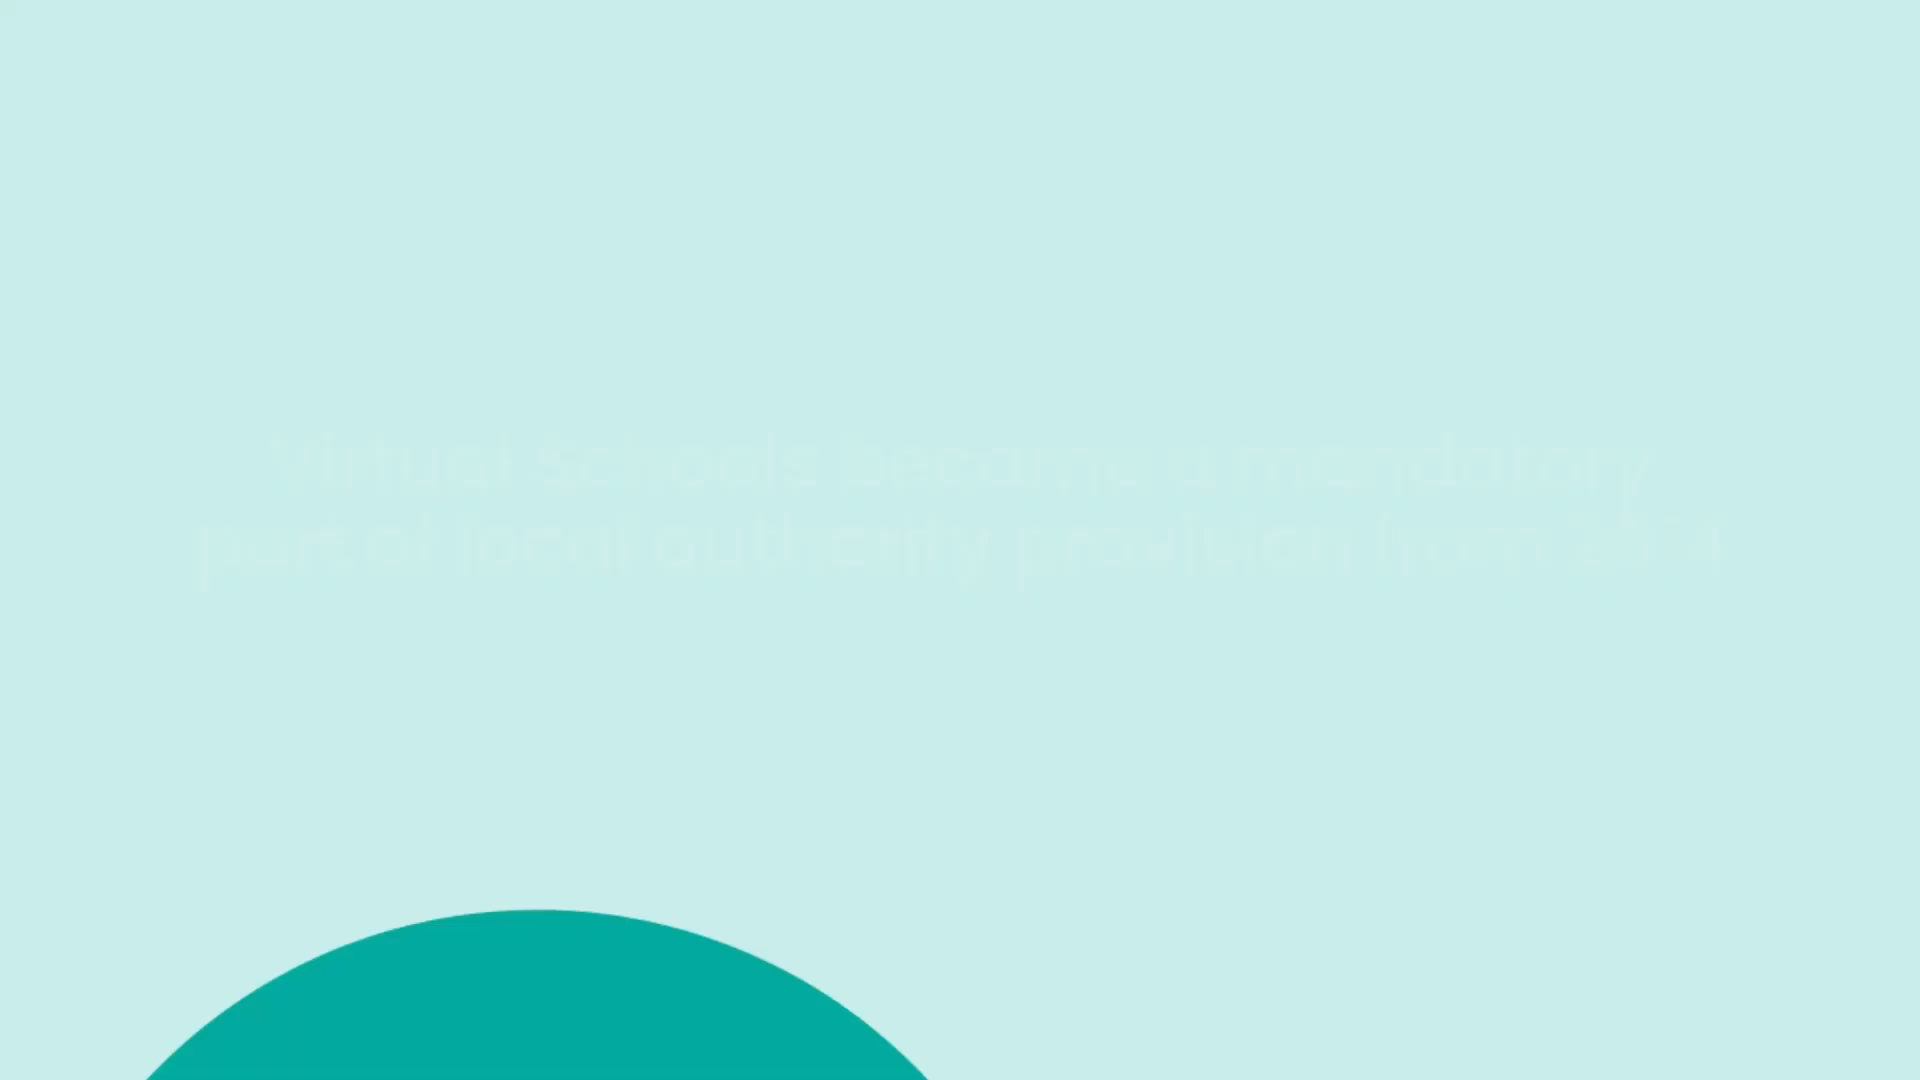 Virtual Schools became a mandatory
part of local authority provision from